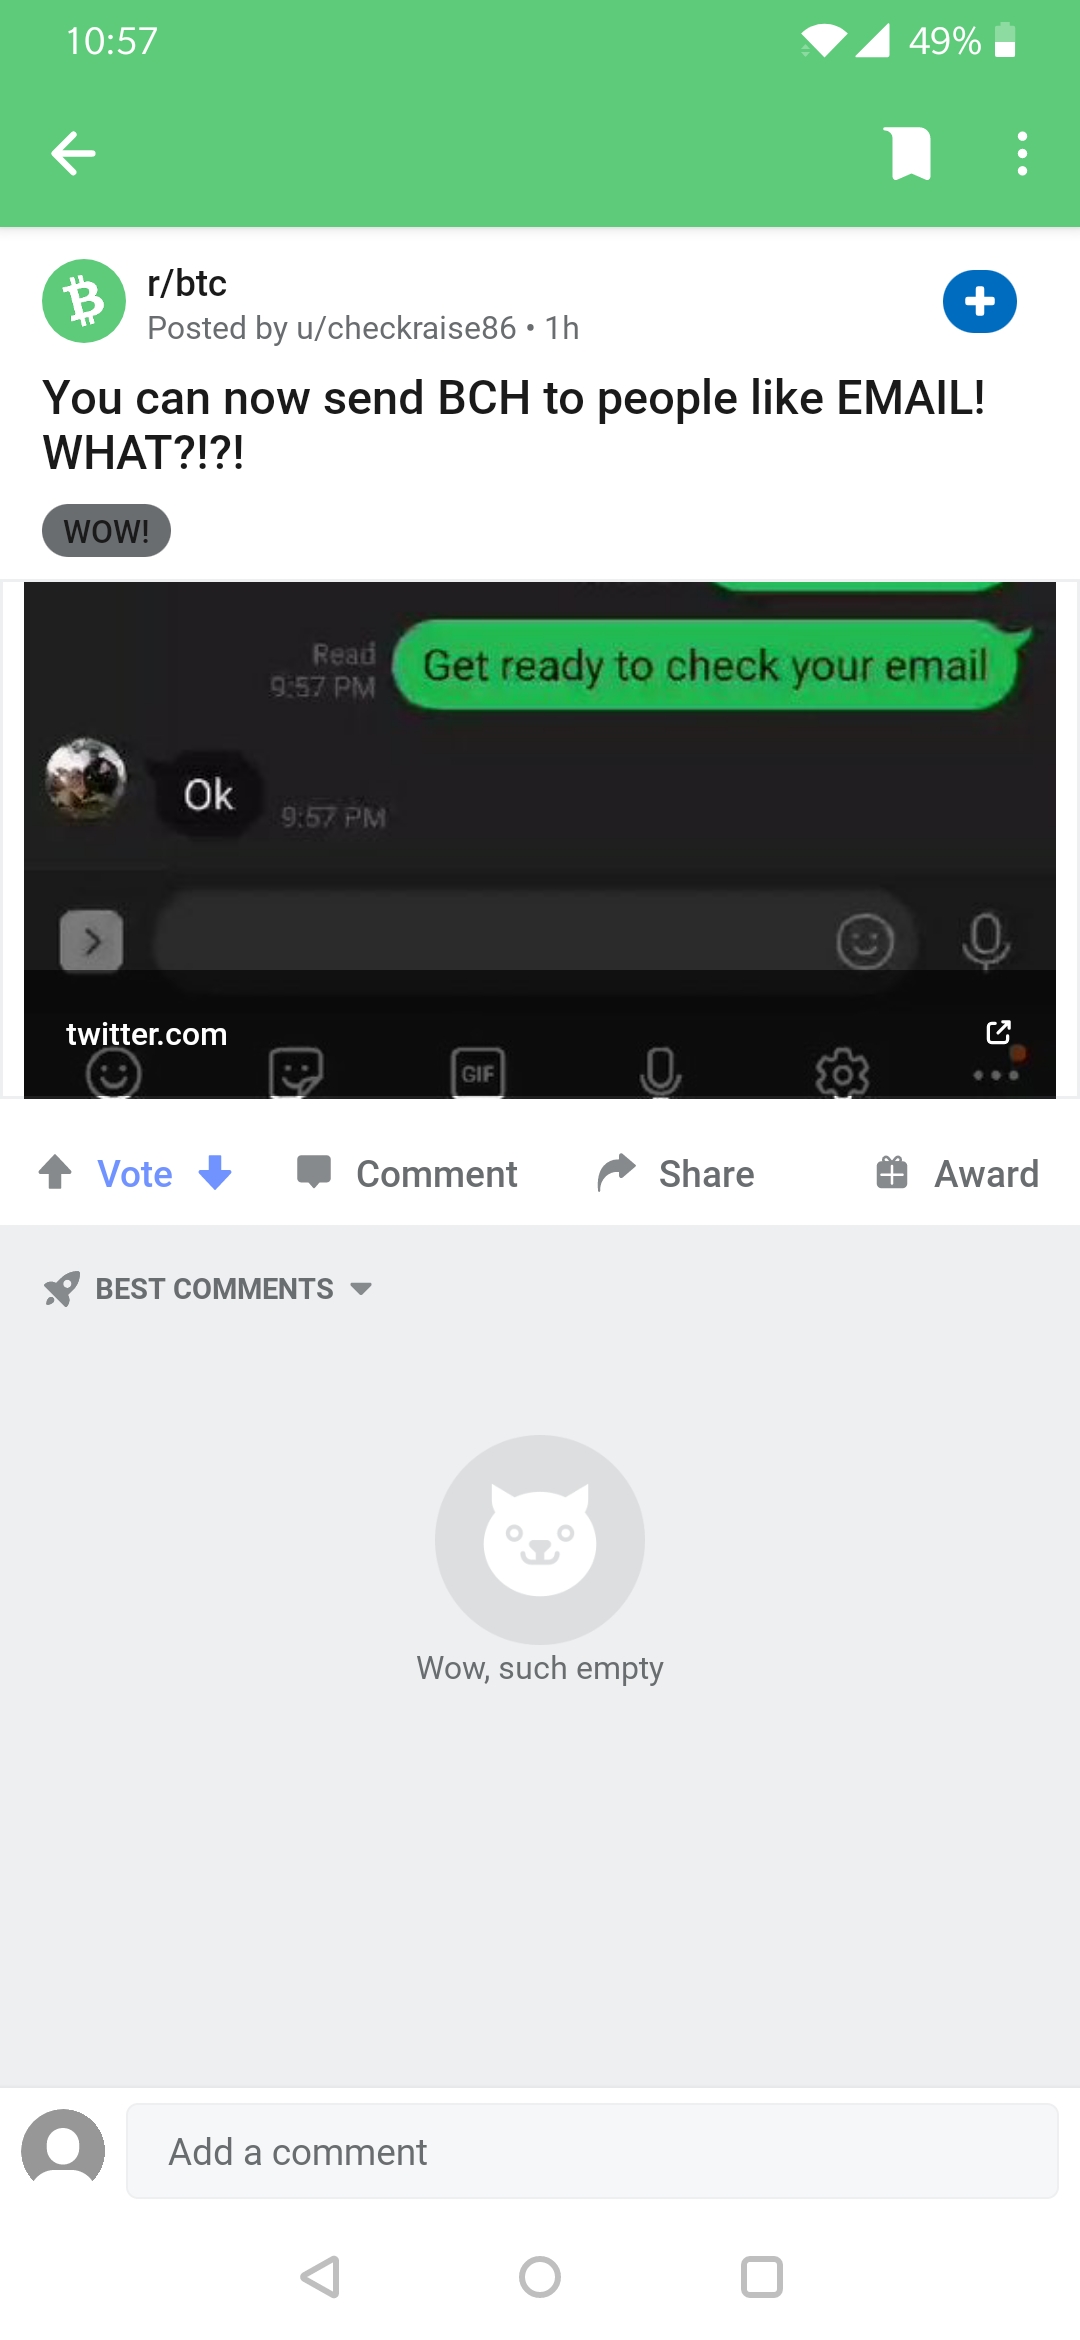 10:57
49%
r/btc
Posted by u/checkraise86 • 1h
You can now send BCH to people like EMAIL!
WHAT?!?!
WOW!
Read
9:57 PM
Get ready to check your email
Ok
9:57 PM
twitter.com
GIF
Vote
Comment
Share
Award
BEST COMMENTS
Wow, such empty
Add a comment